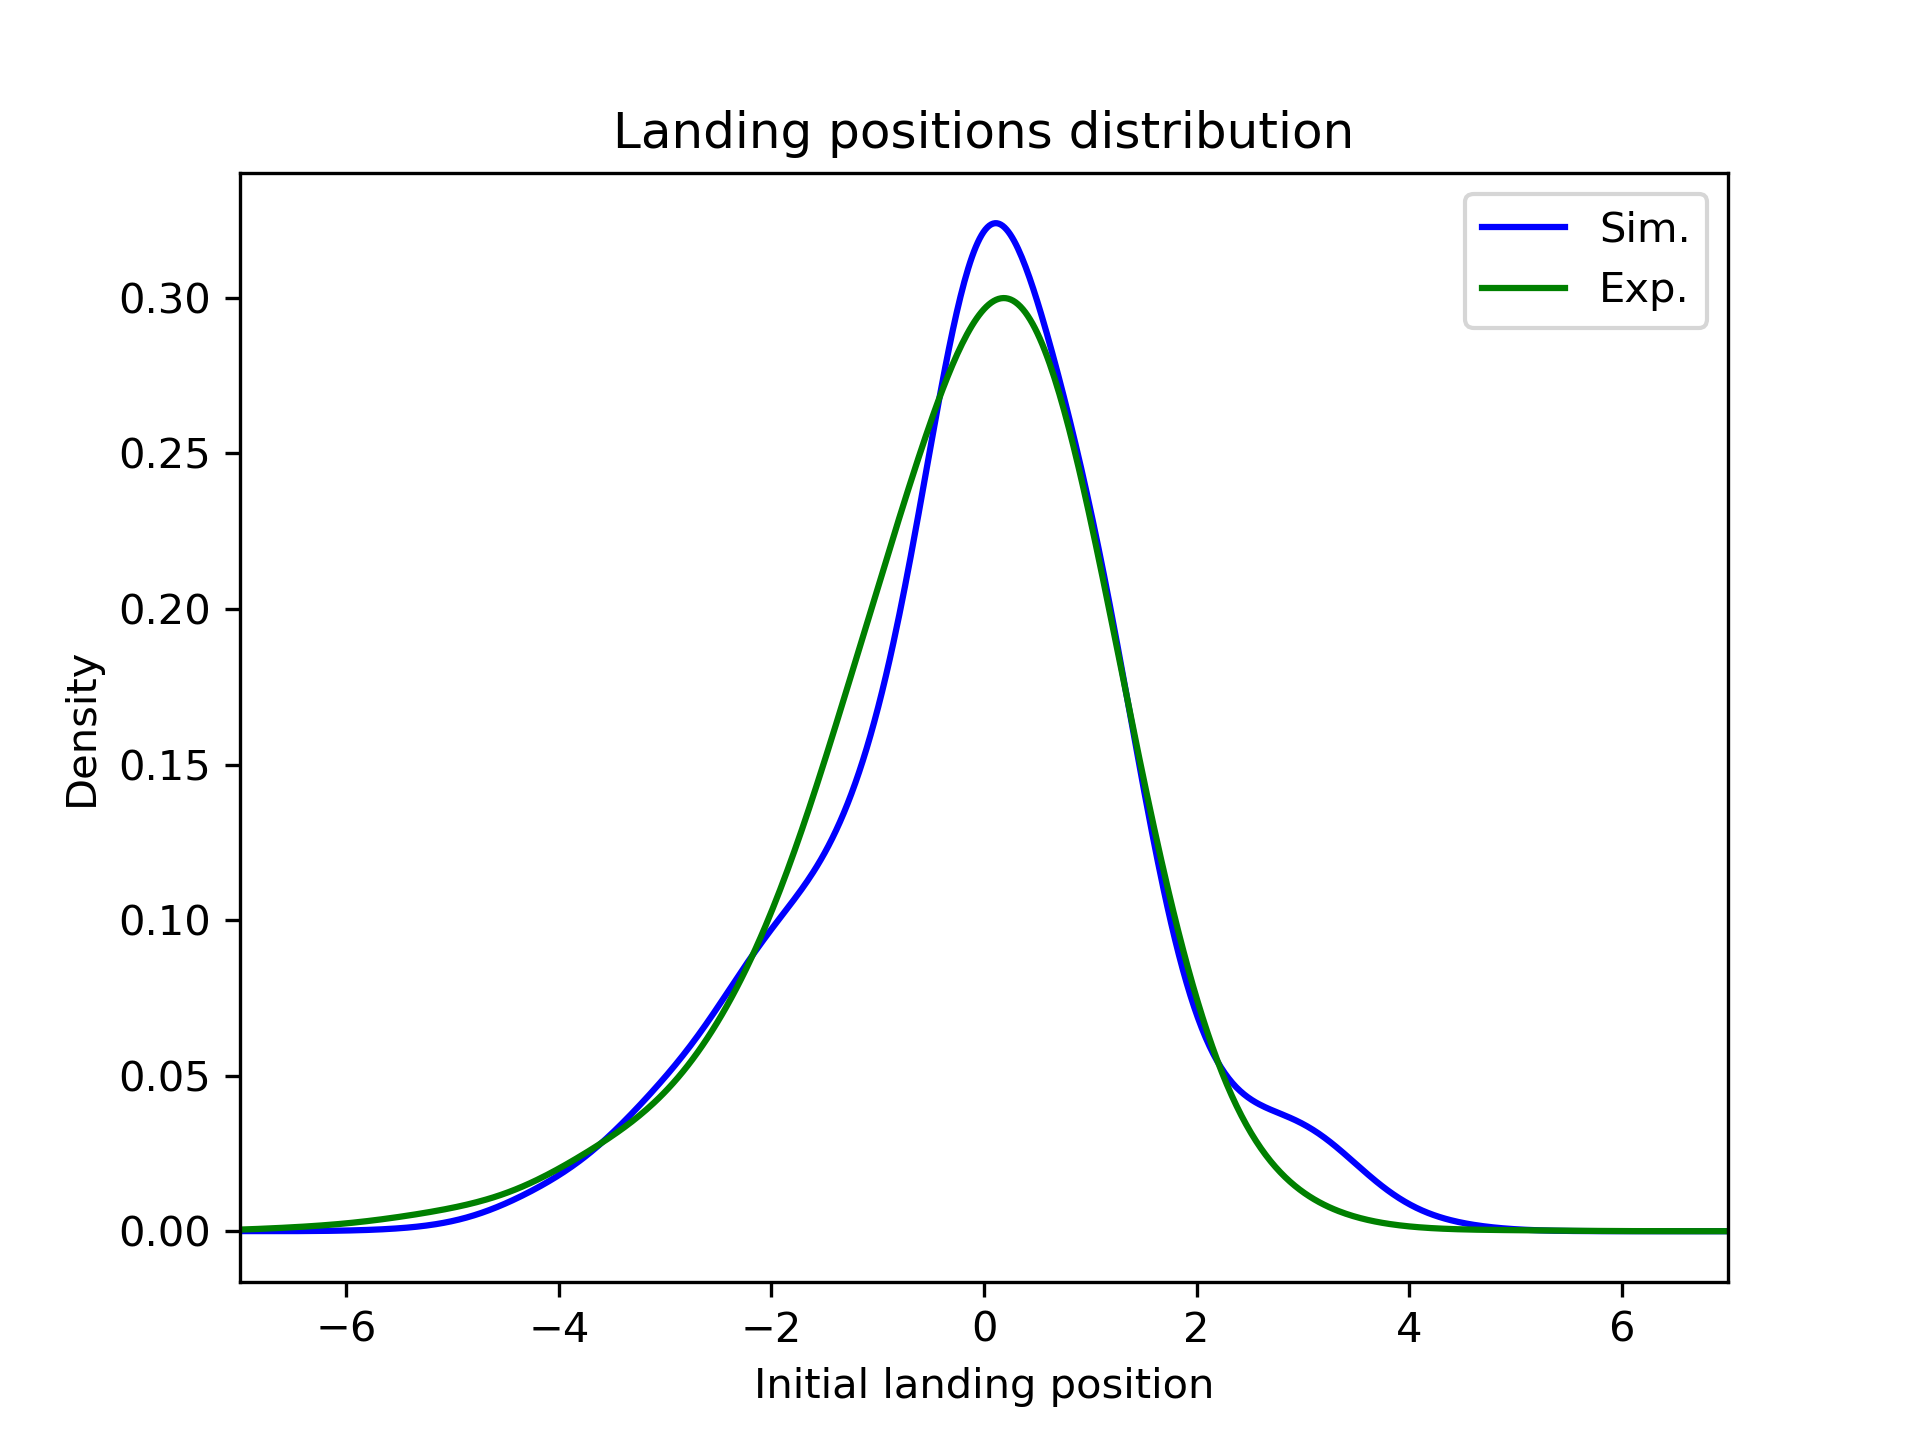 Landing positions distribution
Sim.
Exp.
0.30
0.25
0.20
0.15
0.10
0.05
0.00
Density
−6 −4 −2 0 2 4 6
Initial landing position